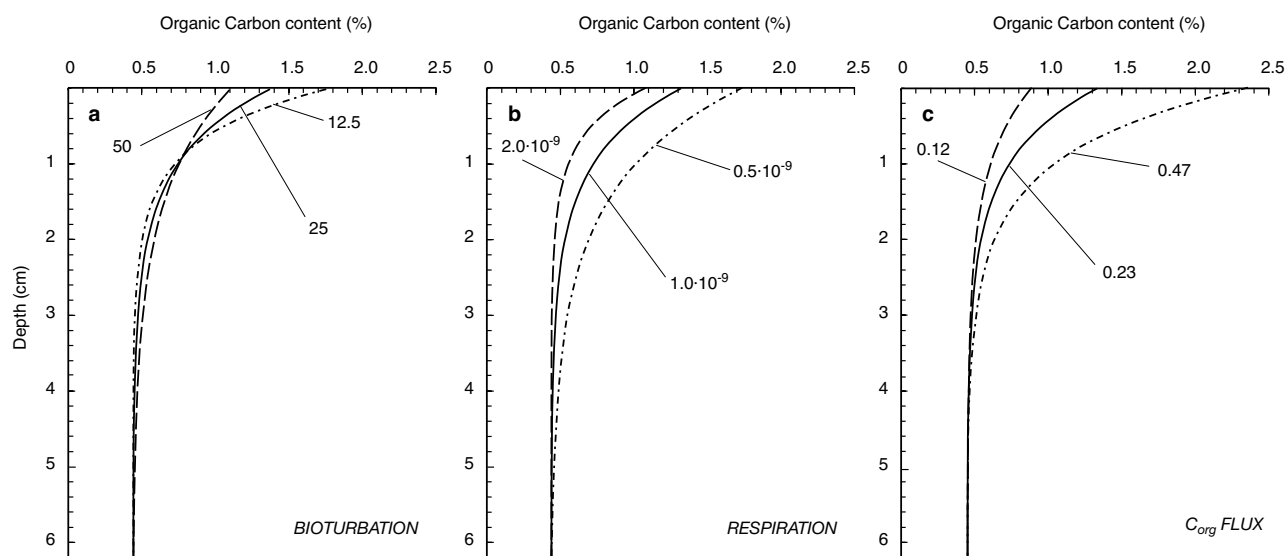 Organic Carbon content (%)
0 0.5 1.0 1.5 2.0 2.5
a
50
12.5
25
1
2
3
4
5
6
Depth (cm)
BIOTURBATION
Organic Carbon content (%)
0 0.5 1.0 1.5 2.0 2.5
b
2.0·10-9
0.5·10-9
1.0·10-9
1
2
3
4
5
6
RESPIRATION
Organic Carbon content (%)
0 0.5 1.0 1.5 2.0 2.5
c
0.12
0.47
0.23
1
2
3
4
5
6
Corg FLUX